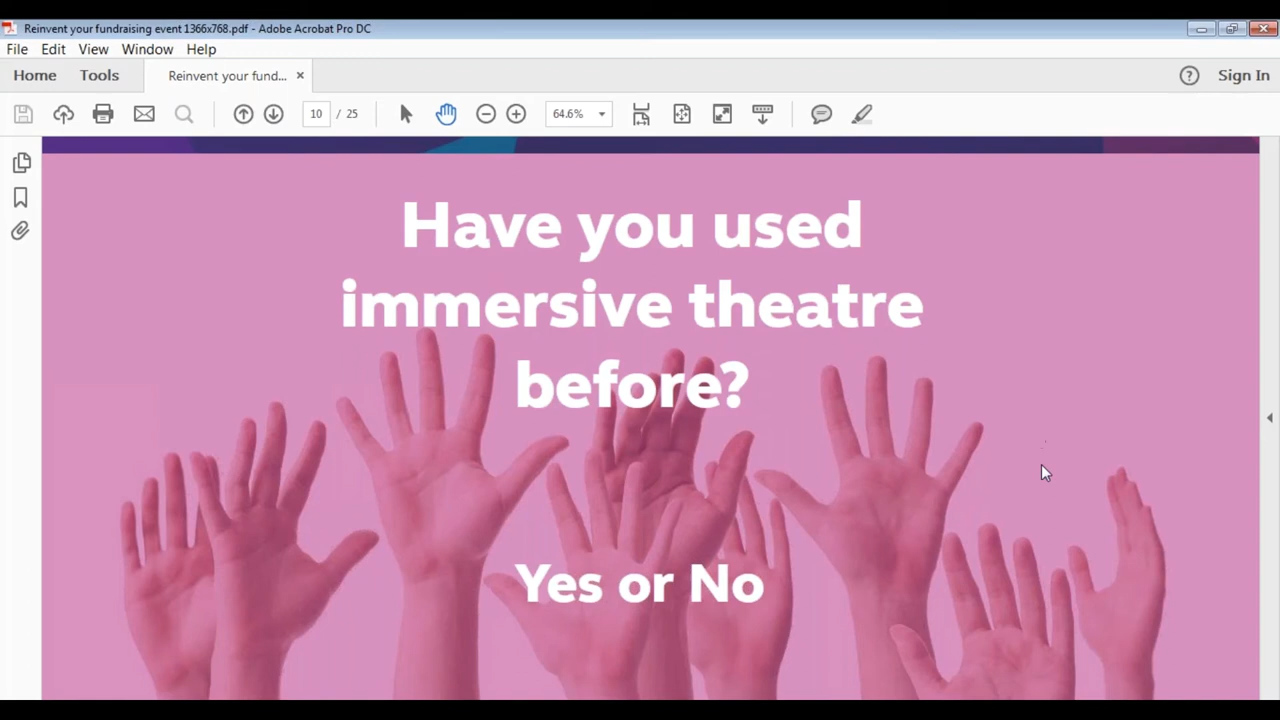 Reinvent your fundraising event 1366x768.pdf - Adobe Acrobat Pro DC
File Edit View Window Help
Home Tools Reinvent your fund... × Sign In
10 / 25 64.6%
Have you used
immersive theatre
before?
Yes or No